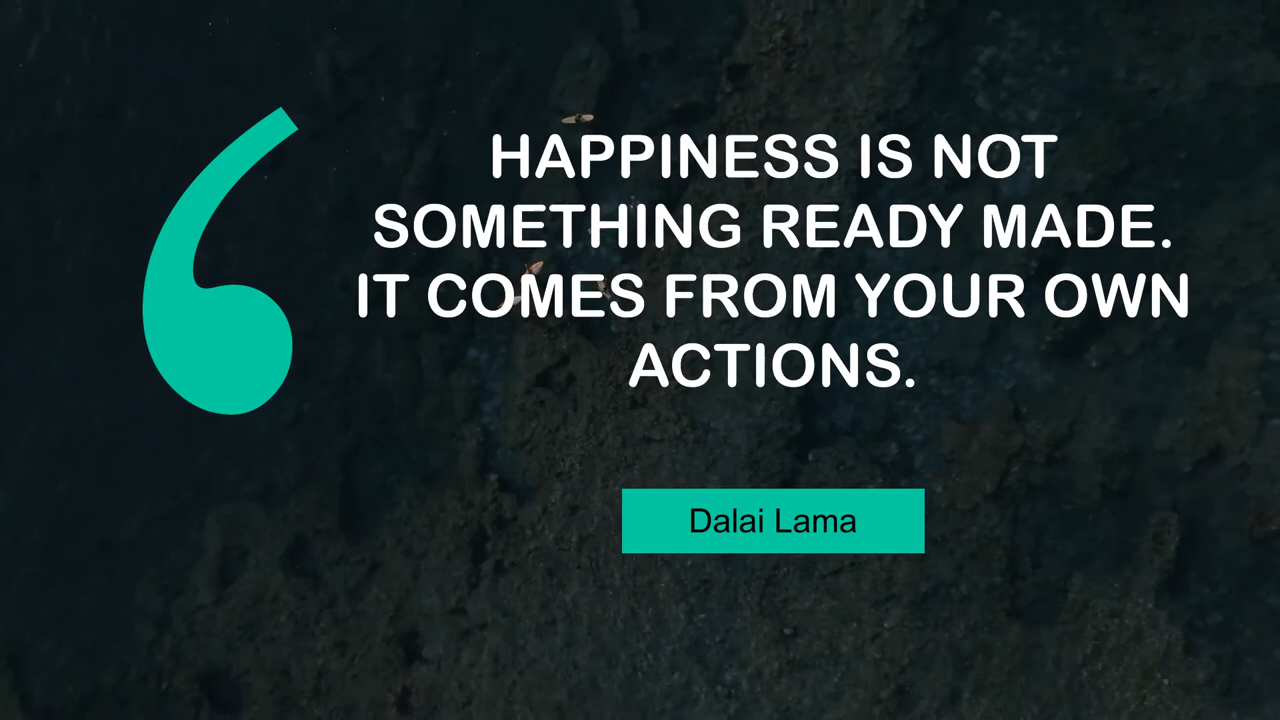 HAPPINESS IS NOT
SOMETHING READY MADE.
IT COMES FROM YOUR OWN
ACTIONS.
Dalai Lama